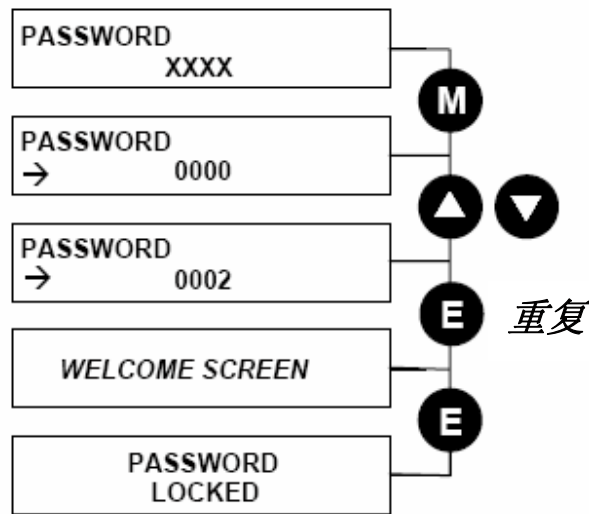 PASSWORD
XXXX
M
PASSWORD
→ 0000
PASSWORD
→ 0002
E 重复
WELCOME SCREEN
E
PASSWORD
LOCKED